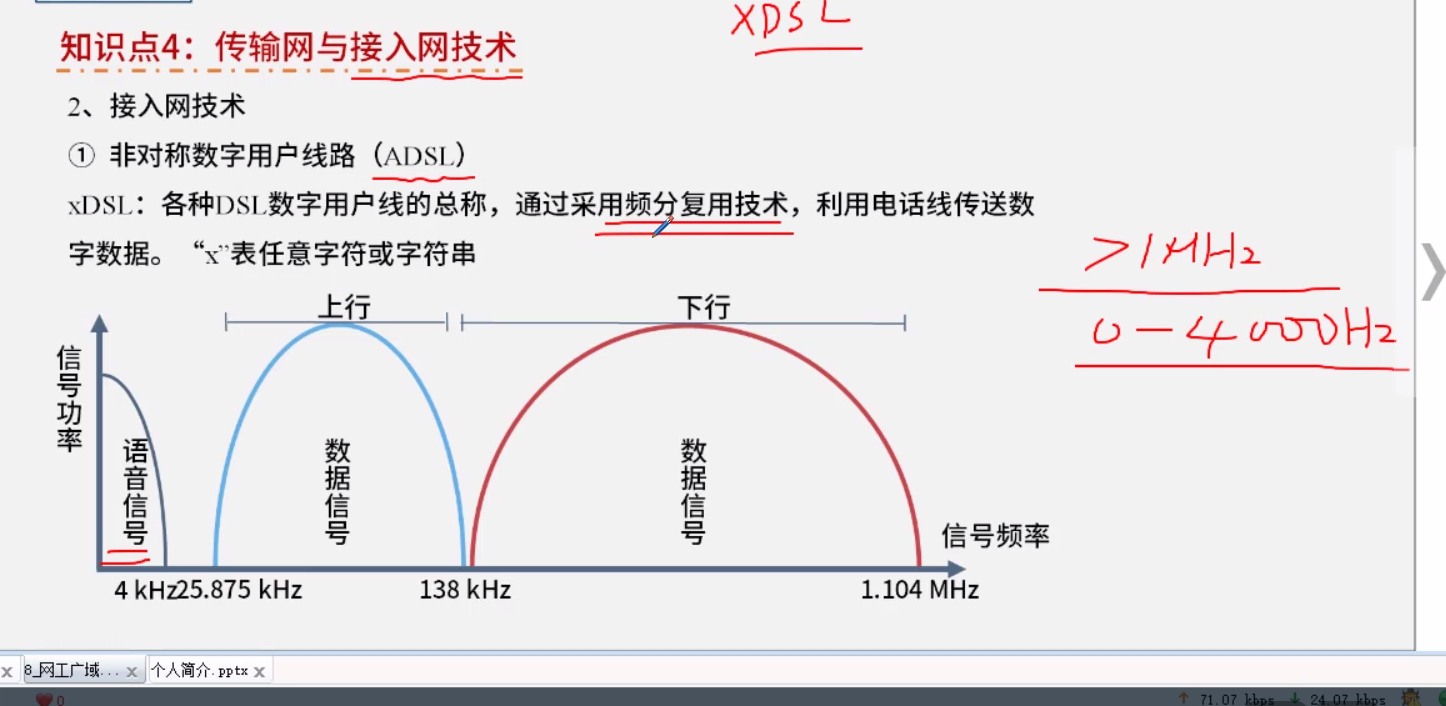 XDSL
知识点4：传输网与接入网技术
2、接入网技术
① 非对称数字用户线路（ADSL）
xDSL：各种DSL数字用户线的总称，通过采用频分复用技术，利用电话线传送数
字数据。“x”表任意字符或字符串
>1MHz
0-4000Hz
上行
下行
信号功率
语音信号
数据信号
数据信号
信号频率
4 kHz
25.875 kHz
138 kHz
1.104 MHz
x
8_网工广域... x
个人简介.pptx x
0
71.07 kbps
24.07 kbps